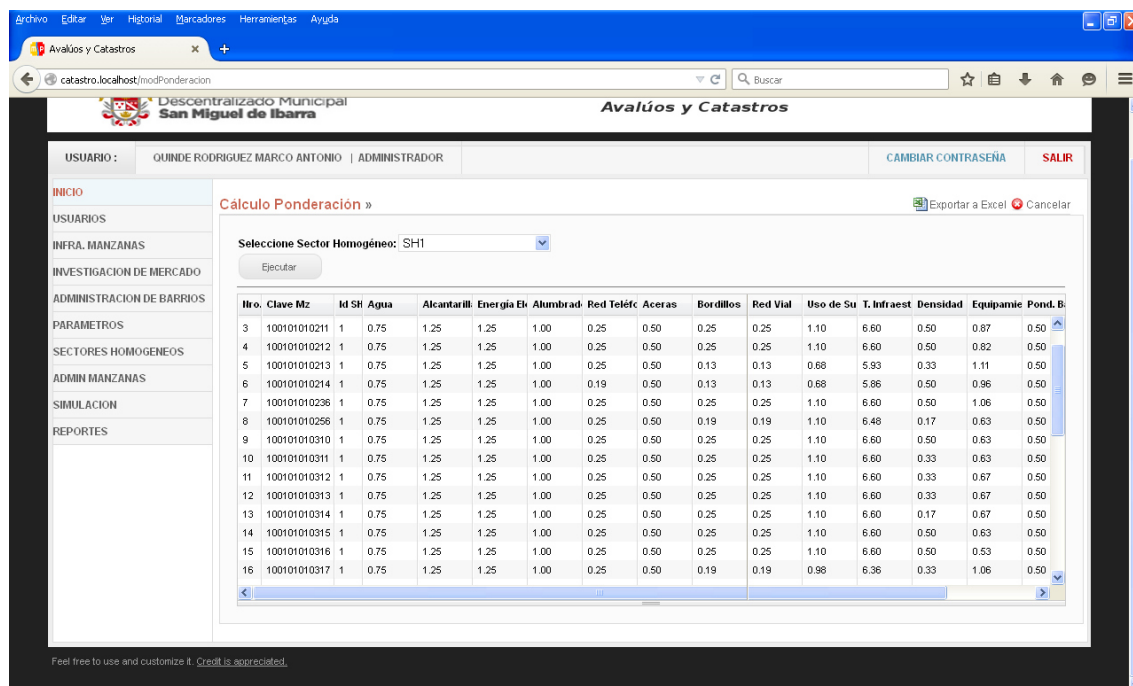 Archivo Editar Ver Historial Marcadores Herramientas Ayuda
Avalúos y Catastros
catastro.localhost/modPonderacion
Buscar
Descentralizado Municipal
San Miguel de Ibarra
Avalúos y Catastros
USUARIO : QUINDE RODRIGUEZ MARCO ANTONIO | ADMINISTRADOR CAMBIAR CONTRASEÑA SALIR
INICIO
USUARIOS
INFRA. MANZANAS
INVESTIGACION DE MERCADO
ADMINISTRACION DE BARRIOS
PARAMETROS
SECTORES HOMOGENEOS
ADMIN MANZANAS
SIMULACION
REPORTES
Cálculo Ponderación »
Exportar a Excel Cancelar
Seleccione Sector Homogéneo: SH1
Ejecutar
Nro. Clave Mz Id SH Agua Alcantarill Energía Ele Alumbrad Red Teléfo Aceras Bordillos Red Vial Uso de Su T. Infraest Densidad Equipamie Pond. Ba
3 100101010211 1 0.75 1.25 1.25 1.00 0.25 0.50 0.25 0.25 1.10 6.60 0.50 0.87 0.50
4 100101010212 1 0.75 1.25 1.25 1.00 0.25 0.50 0.25 0.25 1.10 6.60 0.50 0.82 0.50
5 100101010213 1 0.75 1.25 1.25 1.00 0.25 0.50 0.13 0.13 0.68 5.93 0.33 1.11 0.50
6 100101010214 1 0.75 1.25 1.25 1.00 0.19 0.50 0.13 0.13 0.68 5.86 0.50 0.96 0.50
7 100101010236 1 0.75 1.25 1.25 1.00 0.25 0.50 0.25 0.25 1.10 6.60 0.50 1.06 0.50
8 100101010256 1 0.75 1.25 1.25 1.00 0.25 0.50 0.19 0.19 1.10 6.48 0.17 0.63 0.50
9 100101010310 1 0.75 1.25 1.25 1.00 0.25 0.50 0.25 0.25 1.10 6.60 0.50 0.63 0.50
10 100101010311 1 0.75 1.25 1.25 1.00 0.25 0.50 0.25 0.25 1.10 6.60 0.33 0.63 0.50
11 100101010312 1 0.75 1.25 1.25 1.00 0.25 0.50 0.25 0.25 1.10 6.60 0.33 0.67 0.50
12 100101010313 1 0.75 1.25 1.25 1.00 0.25 0.50 0.25 0.25 1.10 6.60 0.33 0.67 0.50
13 100101010314 1 0.75 1.25 1.25 1.00 0.25 0.50 0.25 0.25 1.10 6.60 0.17 0.67 0.50
14 100101010315 1 0.75 1.25 1.25 1.00 0.25 0.50 0.25 0.25 1.10 6.60 0.50 0.63 0.50
15 100101010316 1 0.75 1.25 1.25 1.00 0.25 0.50 0.25 0.25 1.10 6.60 0.50 0.53 0.50
16 100101010317 1 0.75 1.25 1.25 1.00 0.25 0.50 0.19 0.19 0.98 6.36 0.33 1.06 0.50
Feel free to use and customize it. Credit is appreciated.